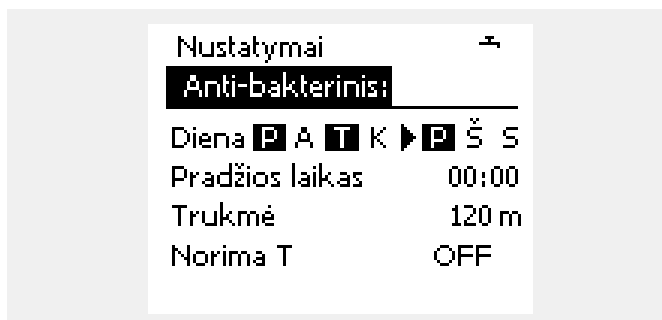 Nustatymai
Anti-bakterinis:
Diena P A T K P Š S
Pradžios laikas 00:00
Trukmė 120 m
Norima T OFF